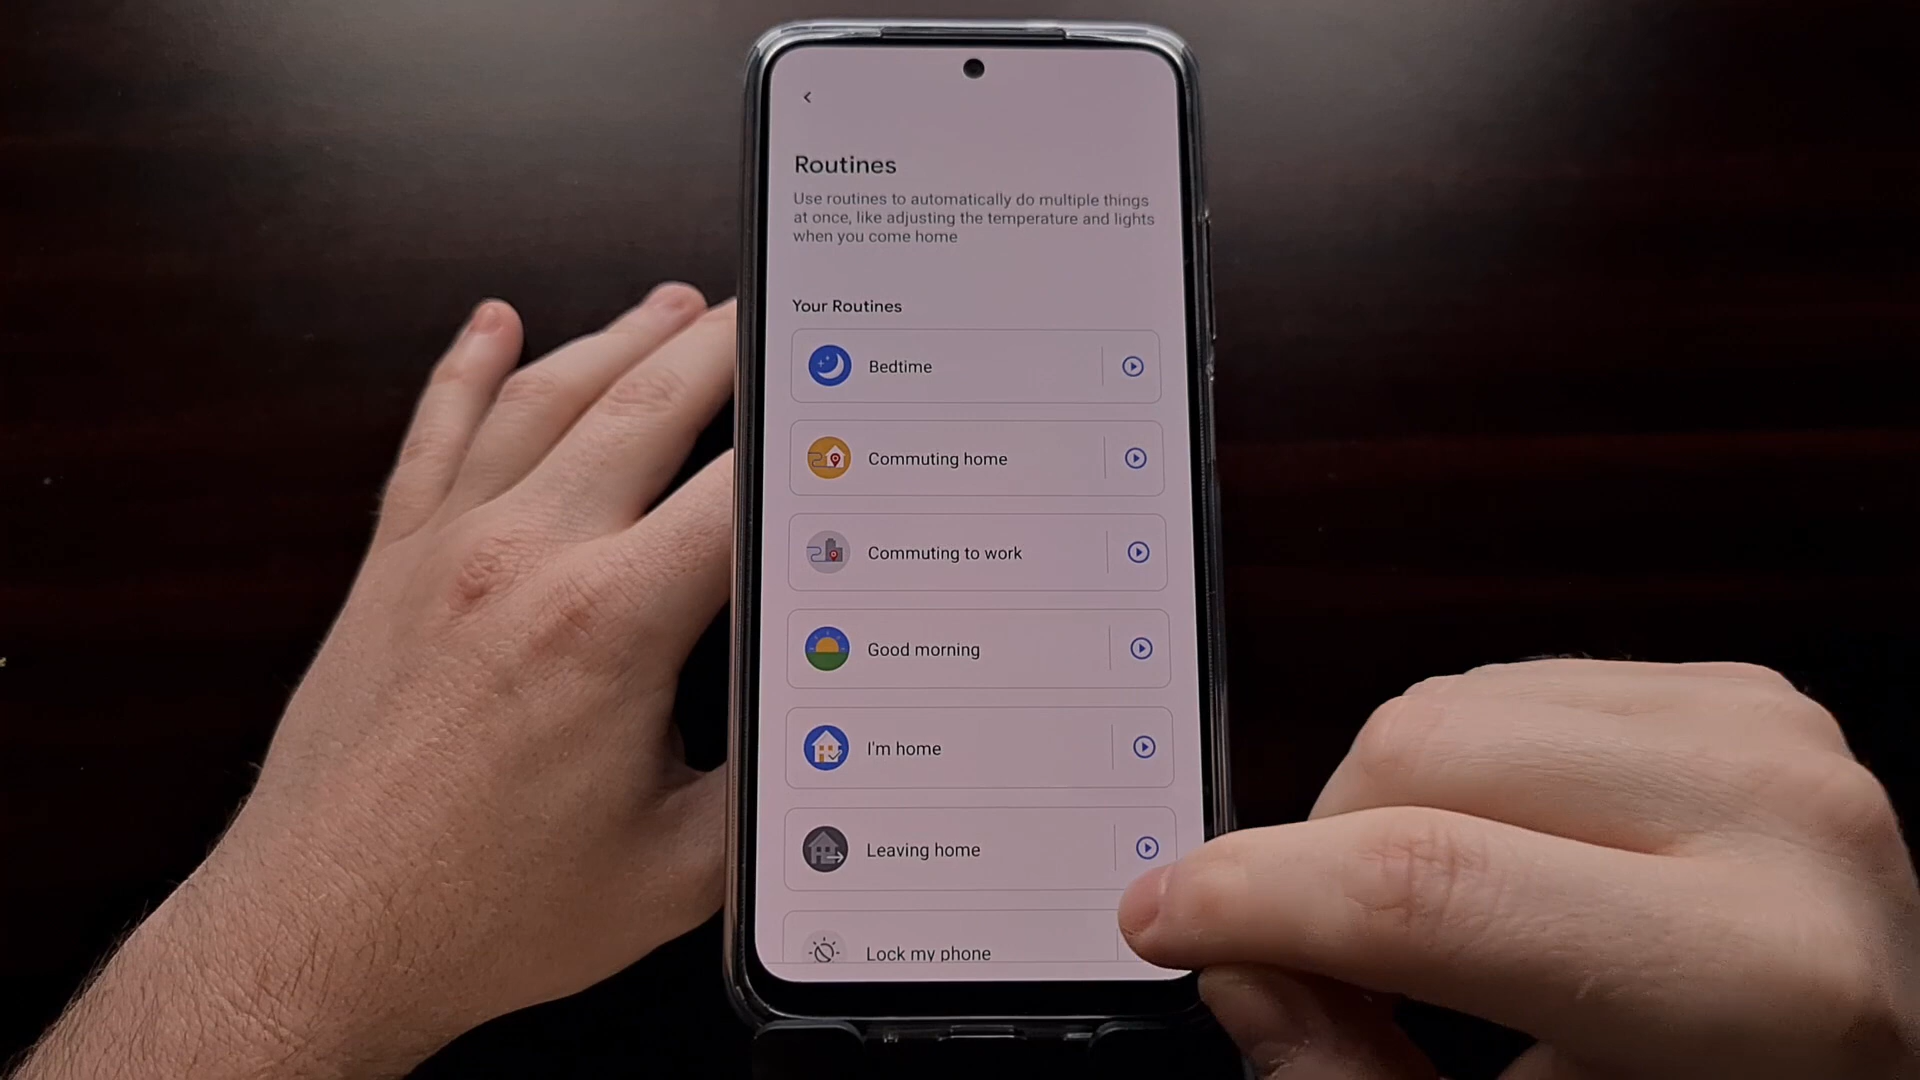 Routines
Use routines to automatically do multiple things
at once, like adjusting the temperature and lights
when you come home
Your Routines
Bedtime
Commuting home
Commuting to work
Good morning
I'm home
Leaving home
Lock my phone